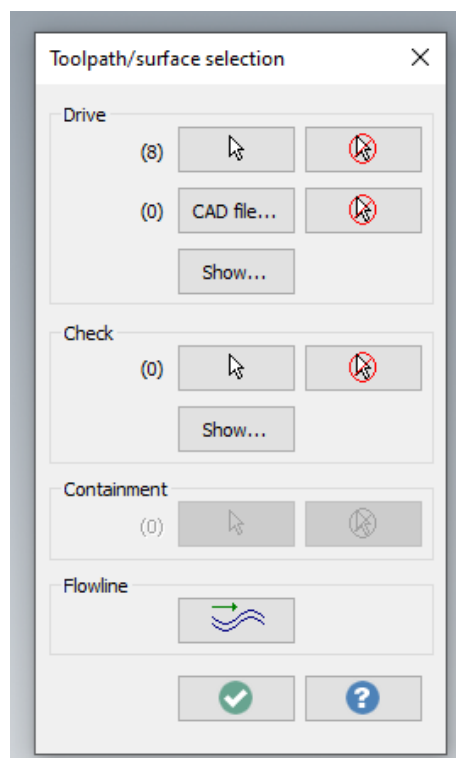 Toolpath/surface selection
Drive
(8)
(0) CAD file...
Show...
Check
(0)
Show...
Containment
(0)
Flowline